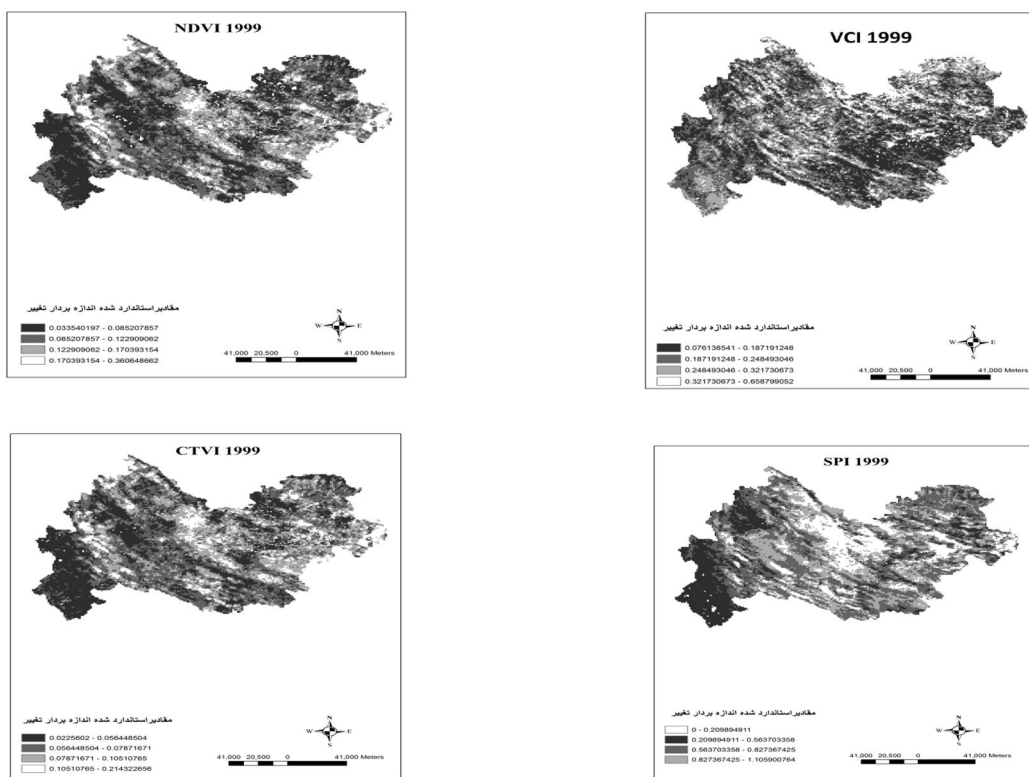 NDVI 1999
N
W E
S
مقادیراستاندارد شده اندازه بردار تغییر
0.033540197 - 0.085207857
0.085207857 - 0.122909062
0.122909062 - 0.170393154
0.170393154 - 0.360648662
41,000 20,500 0 41,000 Meters
VCI 1999
N
W E
S
مقادیراستاندارد شده اندازه بردار تغییر
0.076138541 - 0.187191248
0.187191248 - 0.248493046
0.248493046 - 0.321730673
0.321730673 - 0.658799052
41,000 20,500 0 41,000 Meters
CTVI 1999
N
W E
S
مقادیراستاندارد شده اندازه بردار تغییر
0.0225602 - 0.056448504
0.056448504 - 0.07871671
0.07871671 - 0.10510765
0.10510765 - 0.214322656
41,000 20,500 0 41,000 Meters
SPI 1999
N
W E
S
مقادیراستاندارد شده اندازه بردار تغییر
0 - 0.209894911
0.209894911 - 0.563703358
0.563703358 - 0.827367425
0.827367425 - 1.105900764
41,000 20,500 0 41,000 Meters